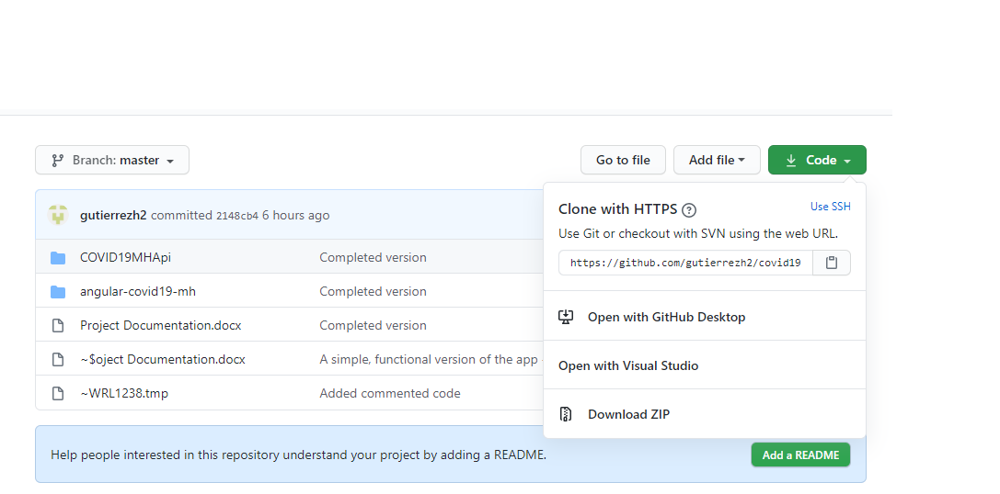 Branch: master
Go to file
Add file
Code
gutierrezh2 committed 2148cb4 6 hours ago
COVID19MHApi Completed version
angular-covid19-mh Completed version
Project Documentation.docx Completed version
~$oject Documentation.docx A simple, functional version of the app
~WRL1238.tmp Added commented code
Clone with HTTPS ?
Use SSH
Use Git or checkout with SVN using the web URL.
https://github.com/gutierrezh2/covid19
Open with GitHub Desktop
Open with Visual Studio
Download ZIP
Help people interested in this repository understand your project by adding a README.
Add a README